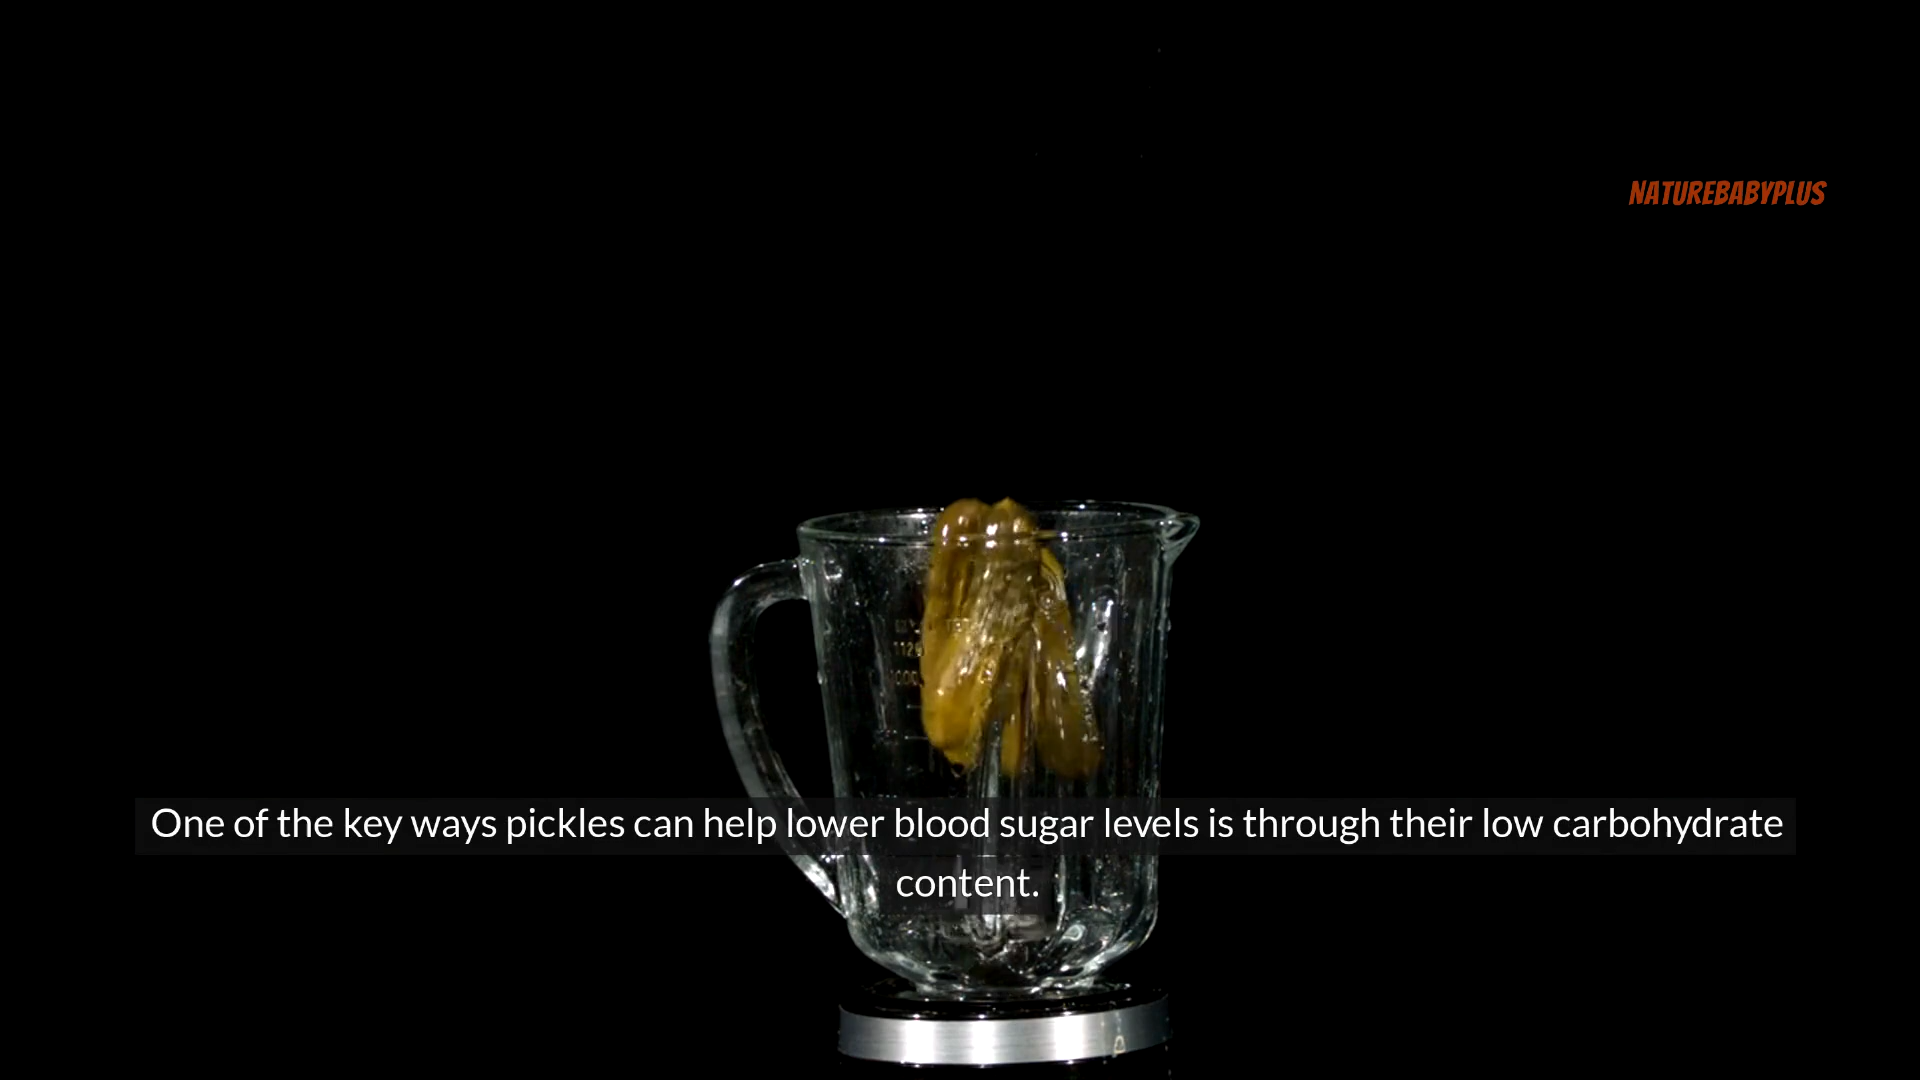 NATUREBABYPLUS
1000
One of the key ways pickles can help lower blood sugar levels is through their low carbohydrate
content.